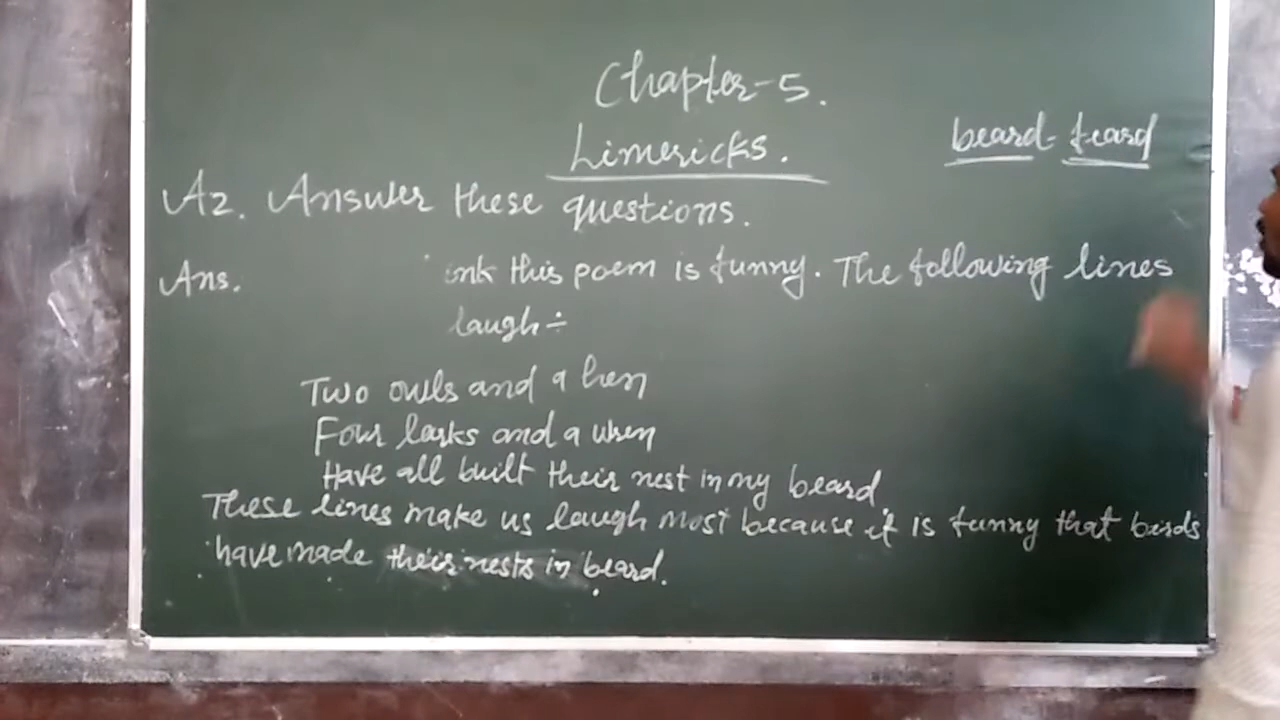 Chapter-5.
Limericks.
beard - feard
A2. Answer these questions.
Ans. ink this poem is funny. The following lines
laugh ÷
Two owls and a hen
Four larks and a wren
Have all built their nest in my beard.
These lines make us laugh most because it is funny that birds
have made their nests in beard.